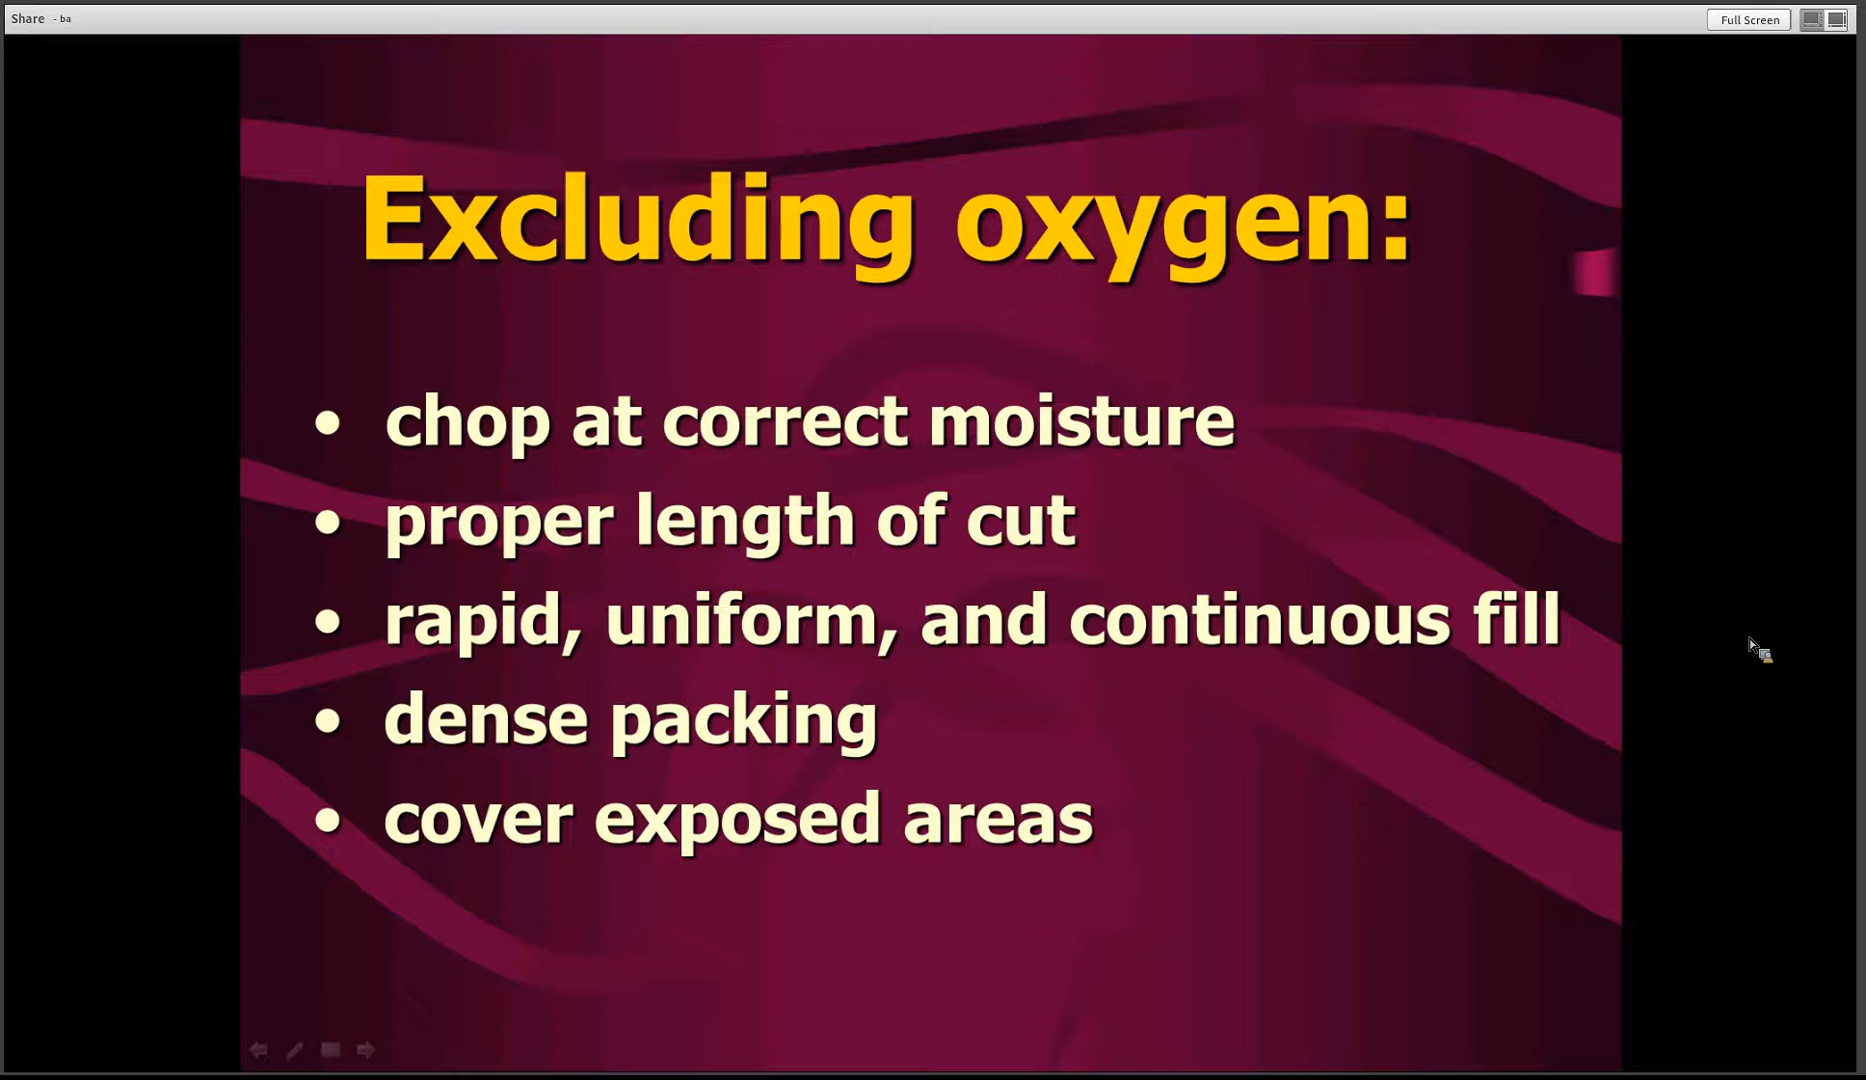 Share - ba
Full Screen
Excluding oxygen:
• chop at correct moisture
• proper length of cut
• rapid, uniform, and continuous fill
• dense packing
• cover exposed areas